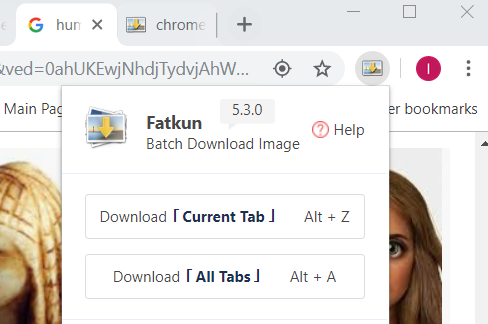 hum
chrome
&ved=0ahUKEwjNhdjTydvjAhW...
I
Main Pag
er bookmarks
5.3.0
Fatkun
Batch Download Image
? Help
Download「Current Tab」 Alt + Z
Download「All Tabs」 Alt + A